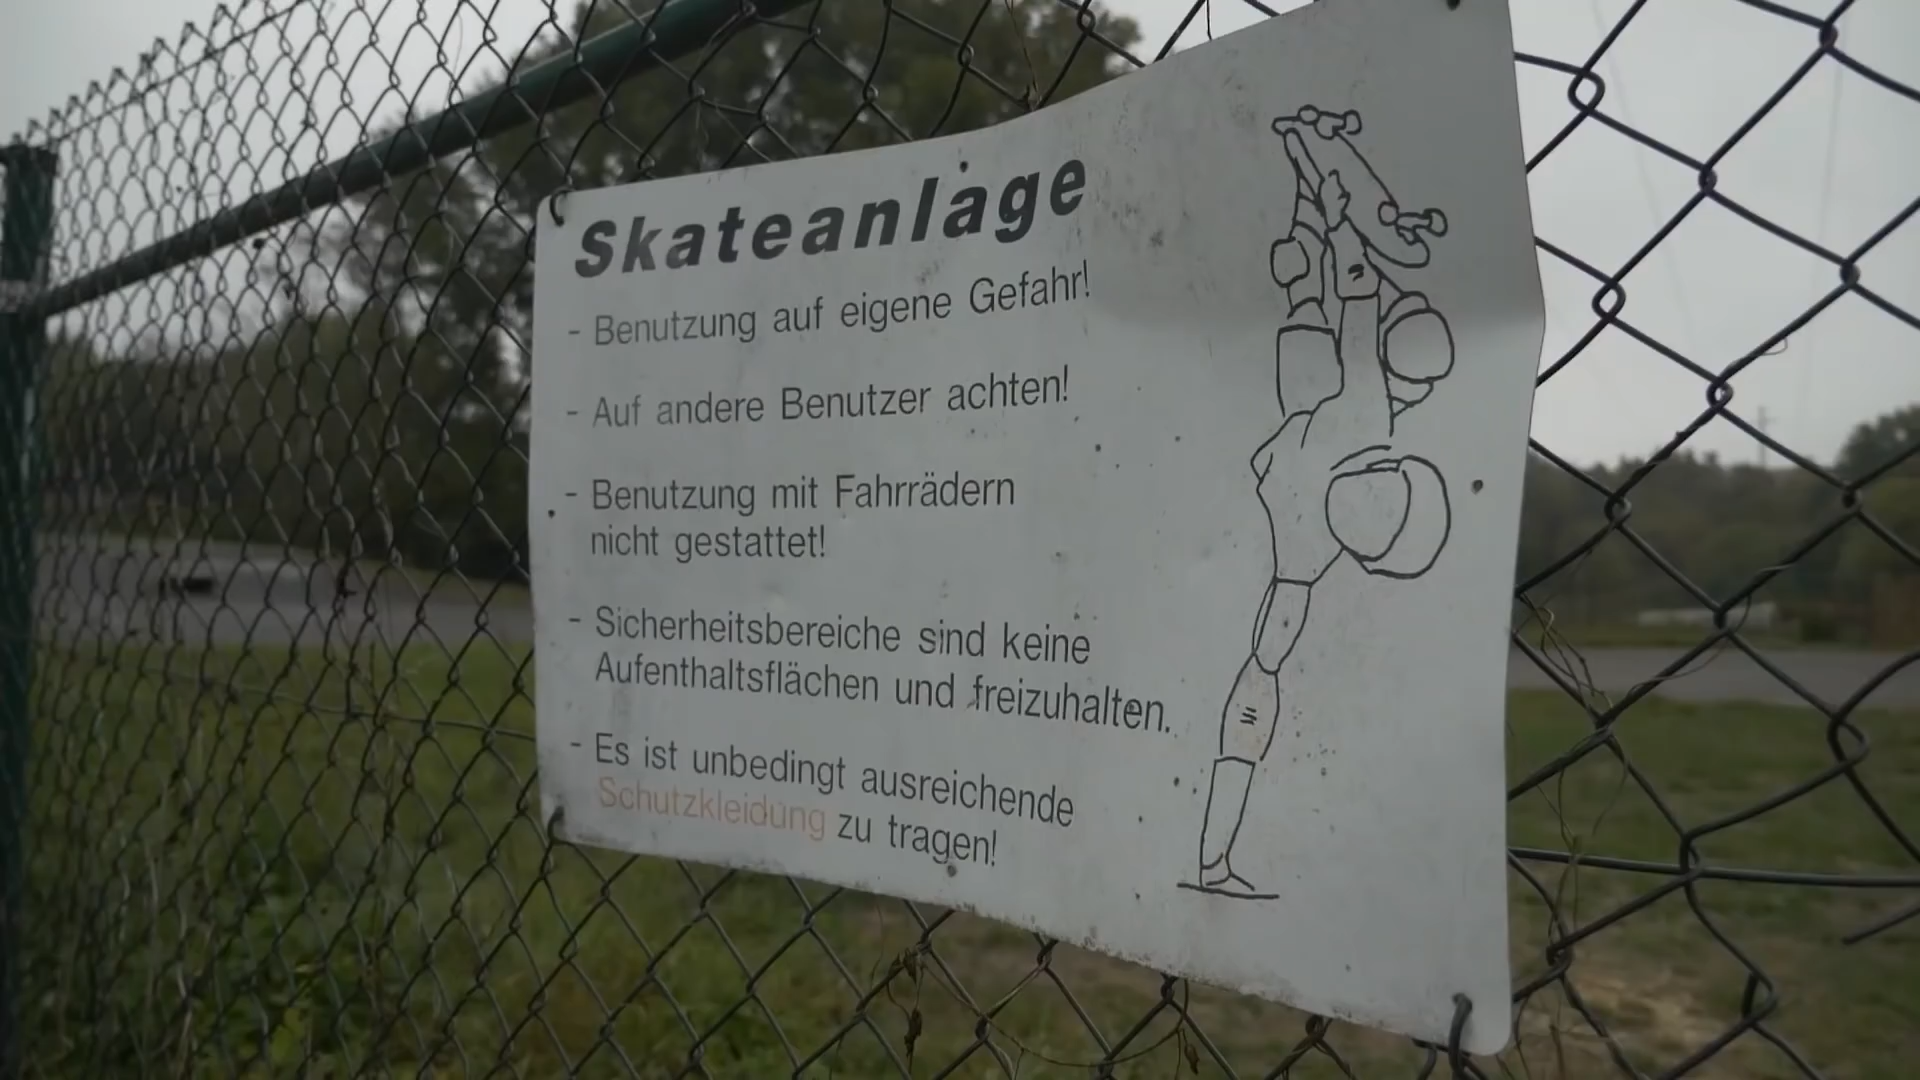 Skateanlage
- Benutzung auf eigene Gefahr!
- Auf andere Benutzer achten!
- Benutzung mit Fahrrädern
nicht gestattet!
- Sicherheitsbereiche sind keine
Aufenthaltsflächen und freizuhalten.
- Es ist unbedingt ausreichende
Schutzkleidung zu tragen!